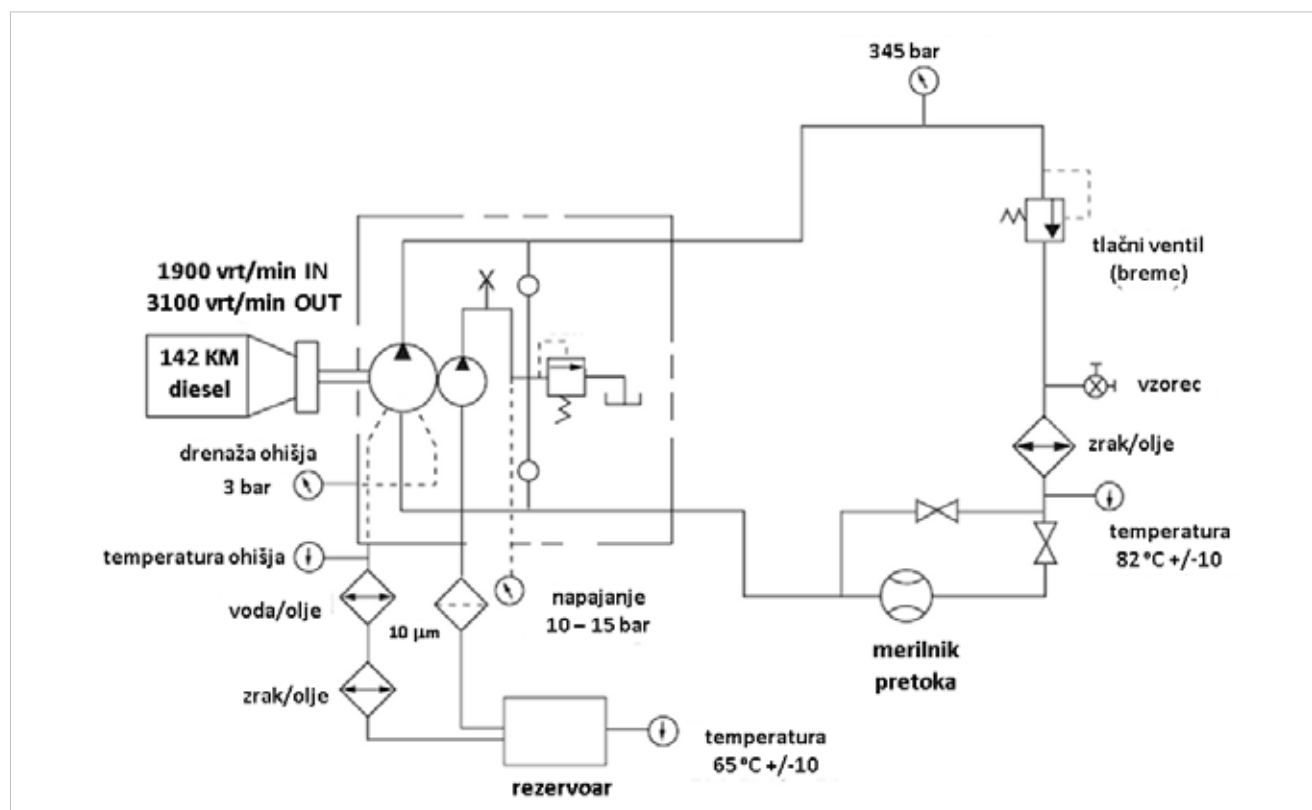 345 bar
tlačni ventil
(breme)
1900 vrt/min IN
3100 vrt/min OUT
142 KM
diesel
vzorec
drenaža ohišja
3 bar
zrak/olje
temperatura ohišja
temperatura
82 °C +/-10
voda/olje
10 µm
napajanje
10 – 15 bar
merilnik
pretoka
zrak/olje
temperatura
65 °C +/-10
rezervoar